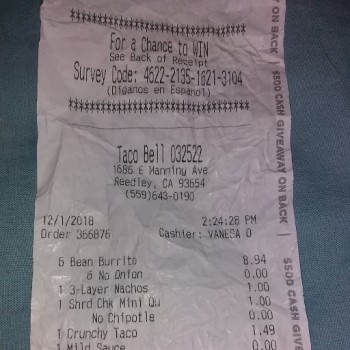 ************************
For a Chance to WIN
See Back of Receipt
Survey Code: 4622-2135-1621-3104
(Díganos en Español)
************************
Taco Bell 032522
1685 E Manning Ave
Reedley, CA 93654
(559)643-0190
12/1/2018 2:24:28 PM
Order 366876 Cashier: VANESA O
6 Bean Burrito 8.94
6 No Onion 0.00
1 3-Layer Nachos 1.00
1 Shrd Chk Mini Qu 1.00
No Chipotle 0.00
1 Crunchy Taco 1.49
1 Mild Sauce 0.00
ON BACK | $500 CASH GIVEAWAY ON BACK | $500 CASH GIVE